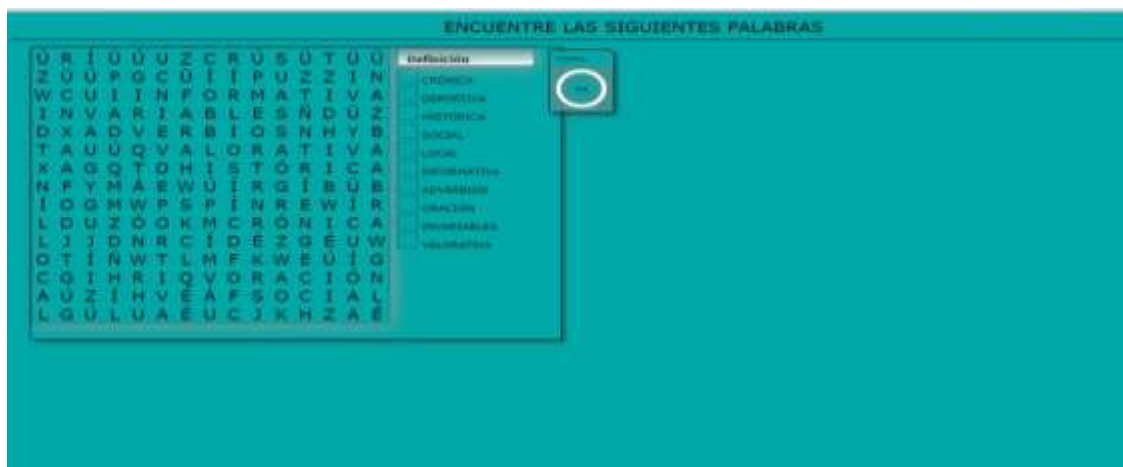 ENCUENTRE LAS SIGUIENTES PALABRAS
Definición
Ú R Í Ü Ú U Z C R Ú S Ú T Ú Ü
Z Ü Ú P G C Ü Í Í P U Z Z I N
W C U I I N F O R M A T I V A
I N V A R I A B L E S Ñ D Ü Z
D X A D V E R B I O S N H Y B
T A U Ü Q V A L O R A T I V A
X A G Q T O H I S T Ó R I C A
N F Y M Á E W Ú I R G Í B Ü B
Í O G M W P S P Í N R E W Í R
L D U Z Ó O K M C R Ó N I C A
L J J D N R C Í D É Z G É U W
O T Í Ñ W T L M F K W E Ú Í G
C G I H R I Q V O R A C I Ó N
A Ú Z Í H V É Á F S O C I A L
L G Ü L U A É U C J K H Z A É
CRÓNICA
DEPORTIVA
HISTÓRICA
SOCIAL
LOCAL
INFORMATIVA
ADVERBIOS
ORACIÓN
INVARIABLES
VALORATIVA